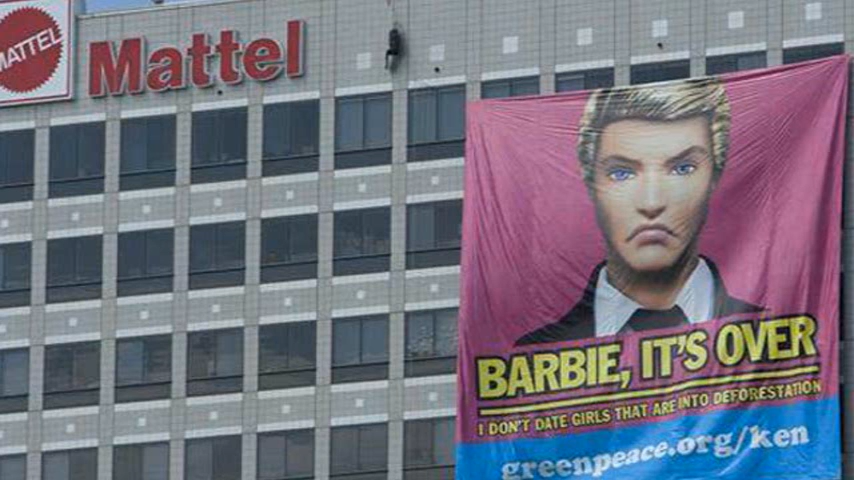 MATTEL
Mattel
BARBIE, IT'S OVER
I DON'T DATE GIRLS THAT ARE INTO DEFORESTATION
greenpeace.org/ken